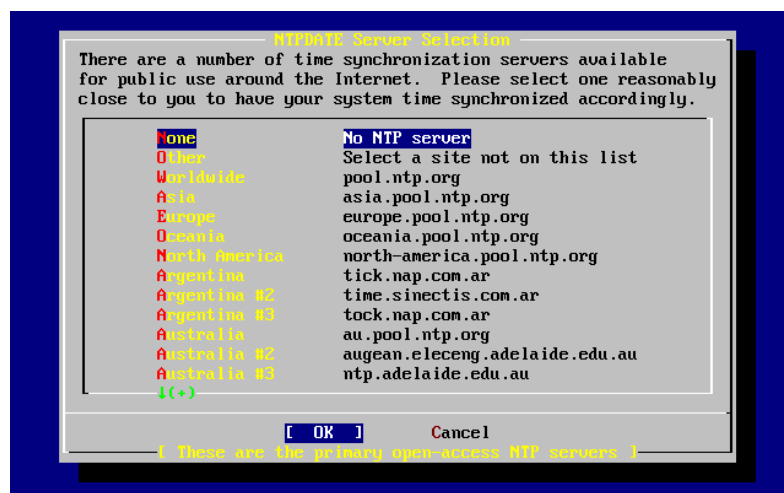 NTPDATE Server Selection
There are a number of time synchronization servers available
for public use around the Internet.  Please select one reasonably
close to you to have your system time synchronized accordingly.
None No NTP server
Other Select a site not on this list
Worldwide pool.ntp.org
Asia asia.pool.ntp.org
Europe europe.pool.ntp.org
Oceania oceania.pool.ntp.org
North America north-america.pool.ntp.org
Argentina tick.nap.com.ar
Argentina #2 time.sinectis.com.ar
Argentina #3 tock.nap.com.ar
Australia au.pool.ntp.org
Australia #2 augean.eleceng.adelaide.edu.au
Australia #3 ntp.adelaide.edu.au
↓(+)
[ OK ] Cancel
[ These are the primary open-access NTP servers ]